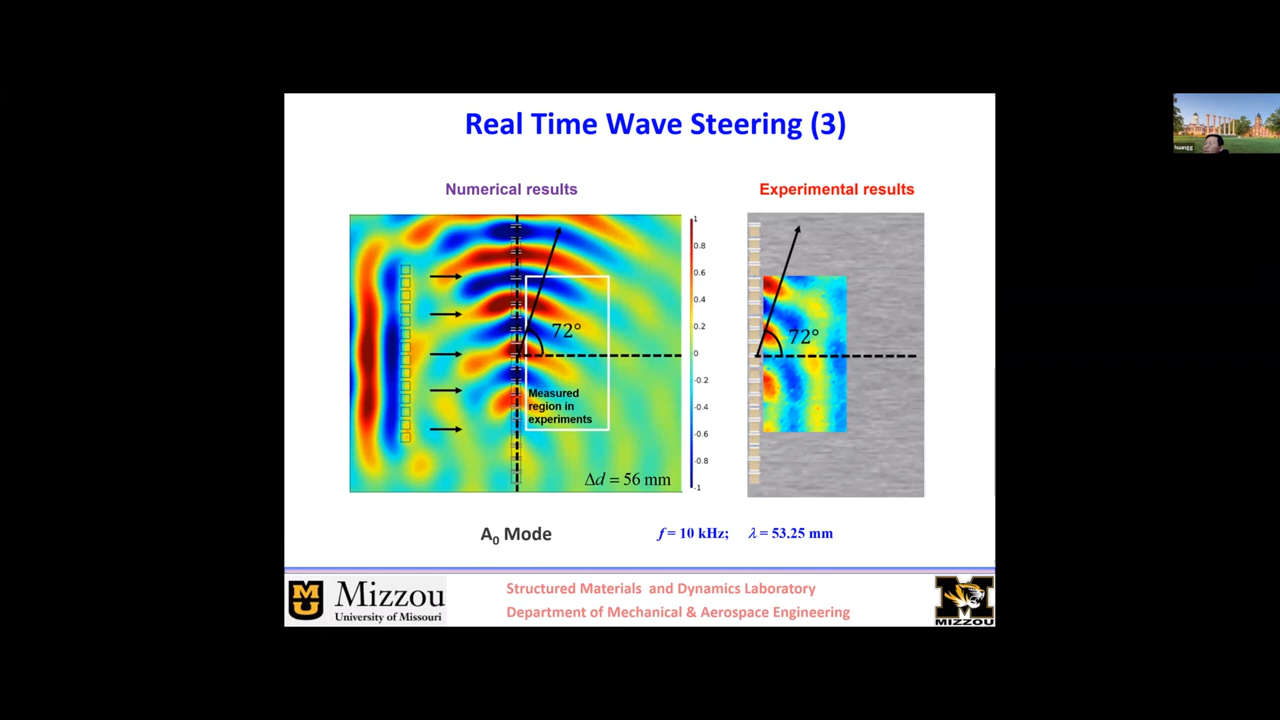 Real Time Wave Steering (3)
Numerical results
Experimental results
72°
Measured
region in
experiments
Δd = 56 mm
1
0.8
0.6
0.4
0.2
0
-0.2
-0.4
-0.6
-0.8
-1
72°
A0 Mode
f = 10 kHz; λ = 53.25 mm
Mizzou
University of Missouri
Structured Materials and Dynamics Laboratory
Department of Mechanical & Aerospace Engineering
MIZZOU
huangg